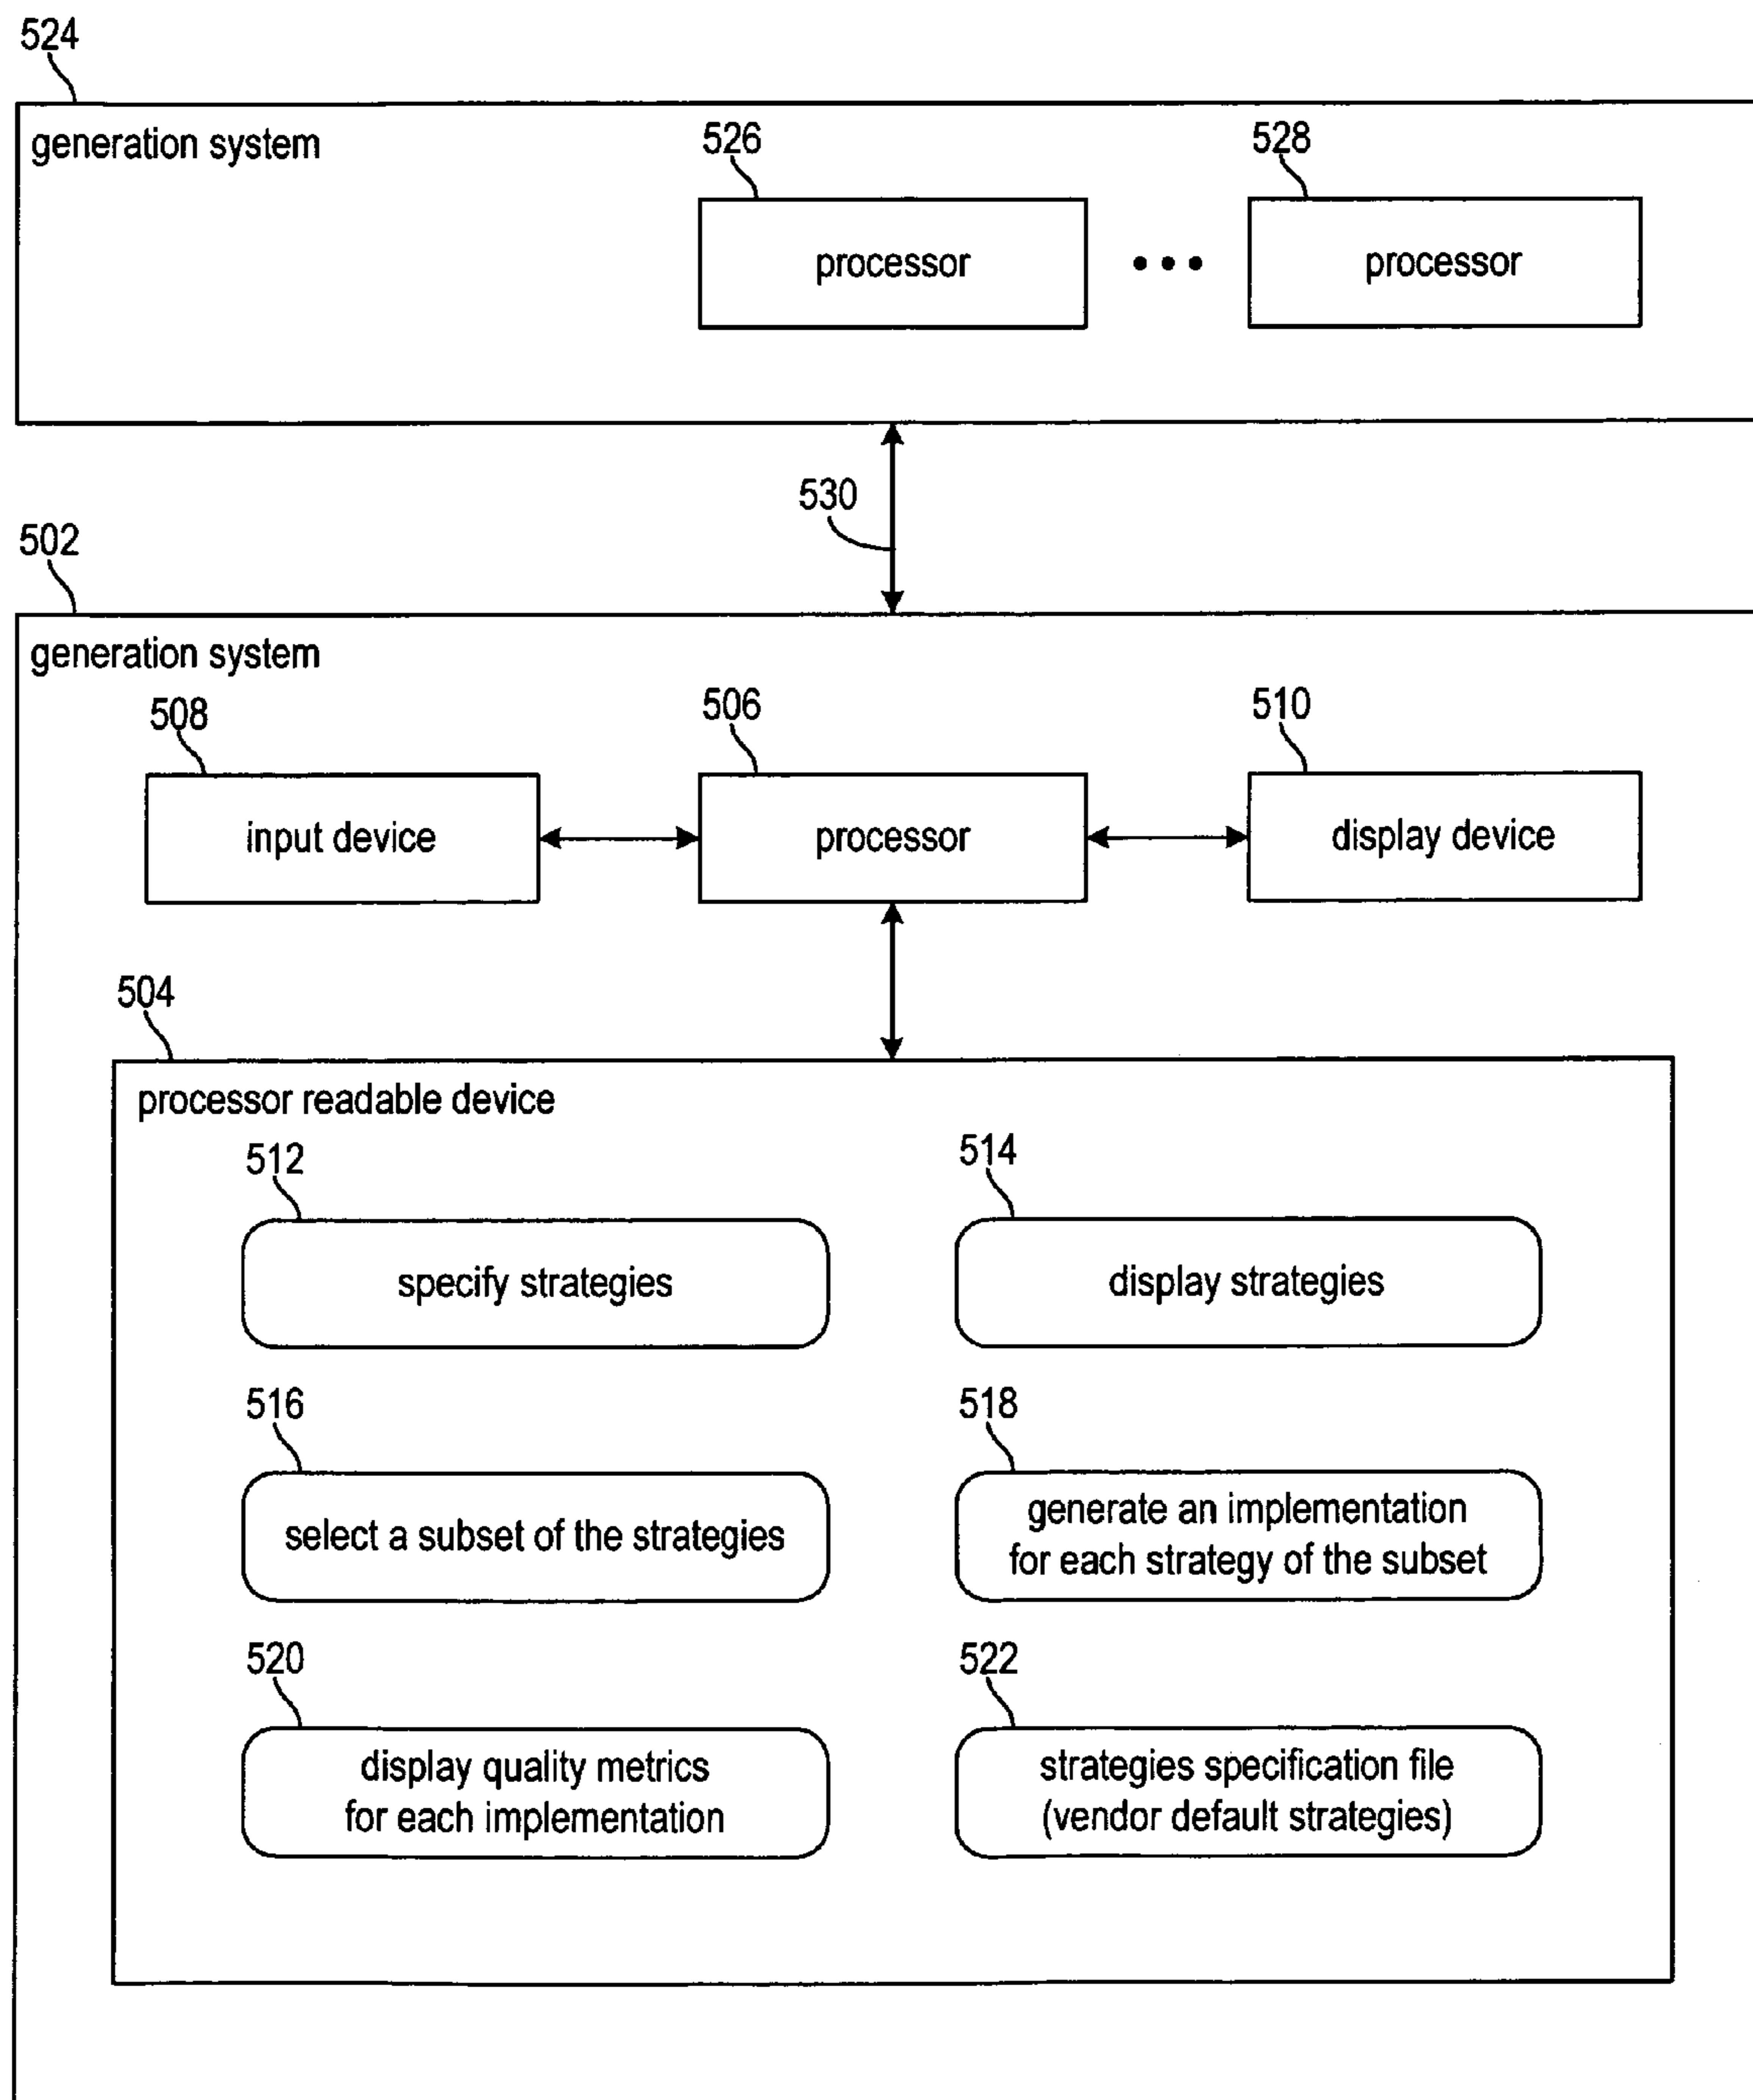 524
generation system
526
528
processor
processor
530
502
generation system
508
506
510
input device
processor
display device
504
processor readable device
512
514
specify strategies
display strategies
516
518
select a subset of the strategies
generate an implementation
for each strategy of the subset
520
522
display quality metrics
for each implementation
strategies specification file
(vendor default strategies)